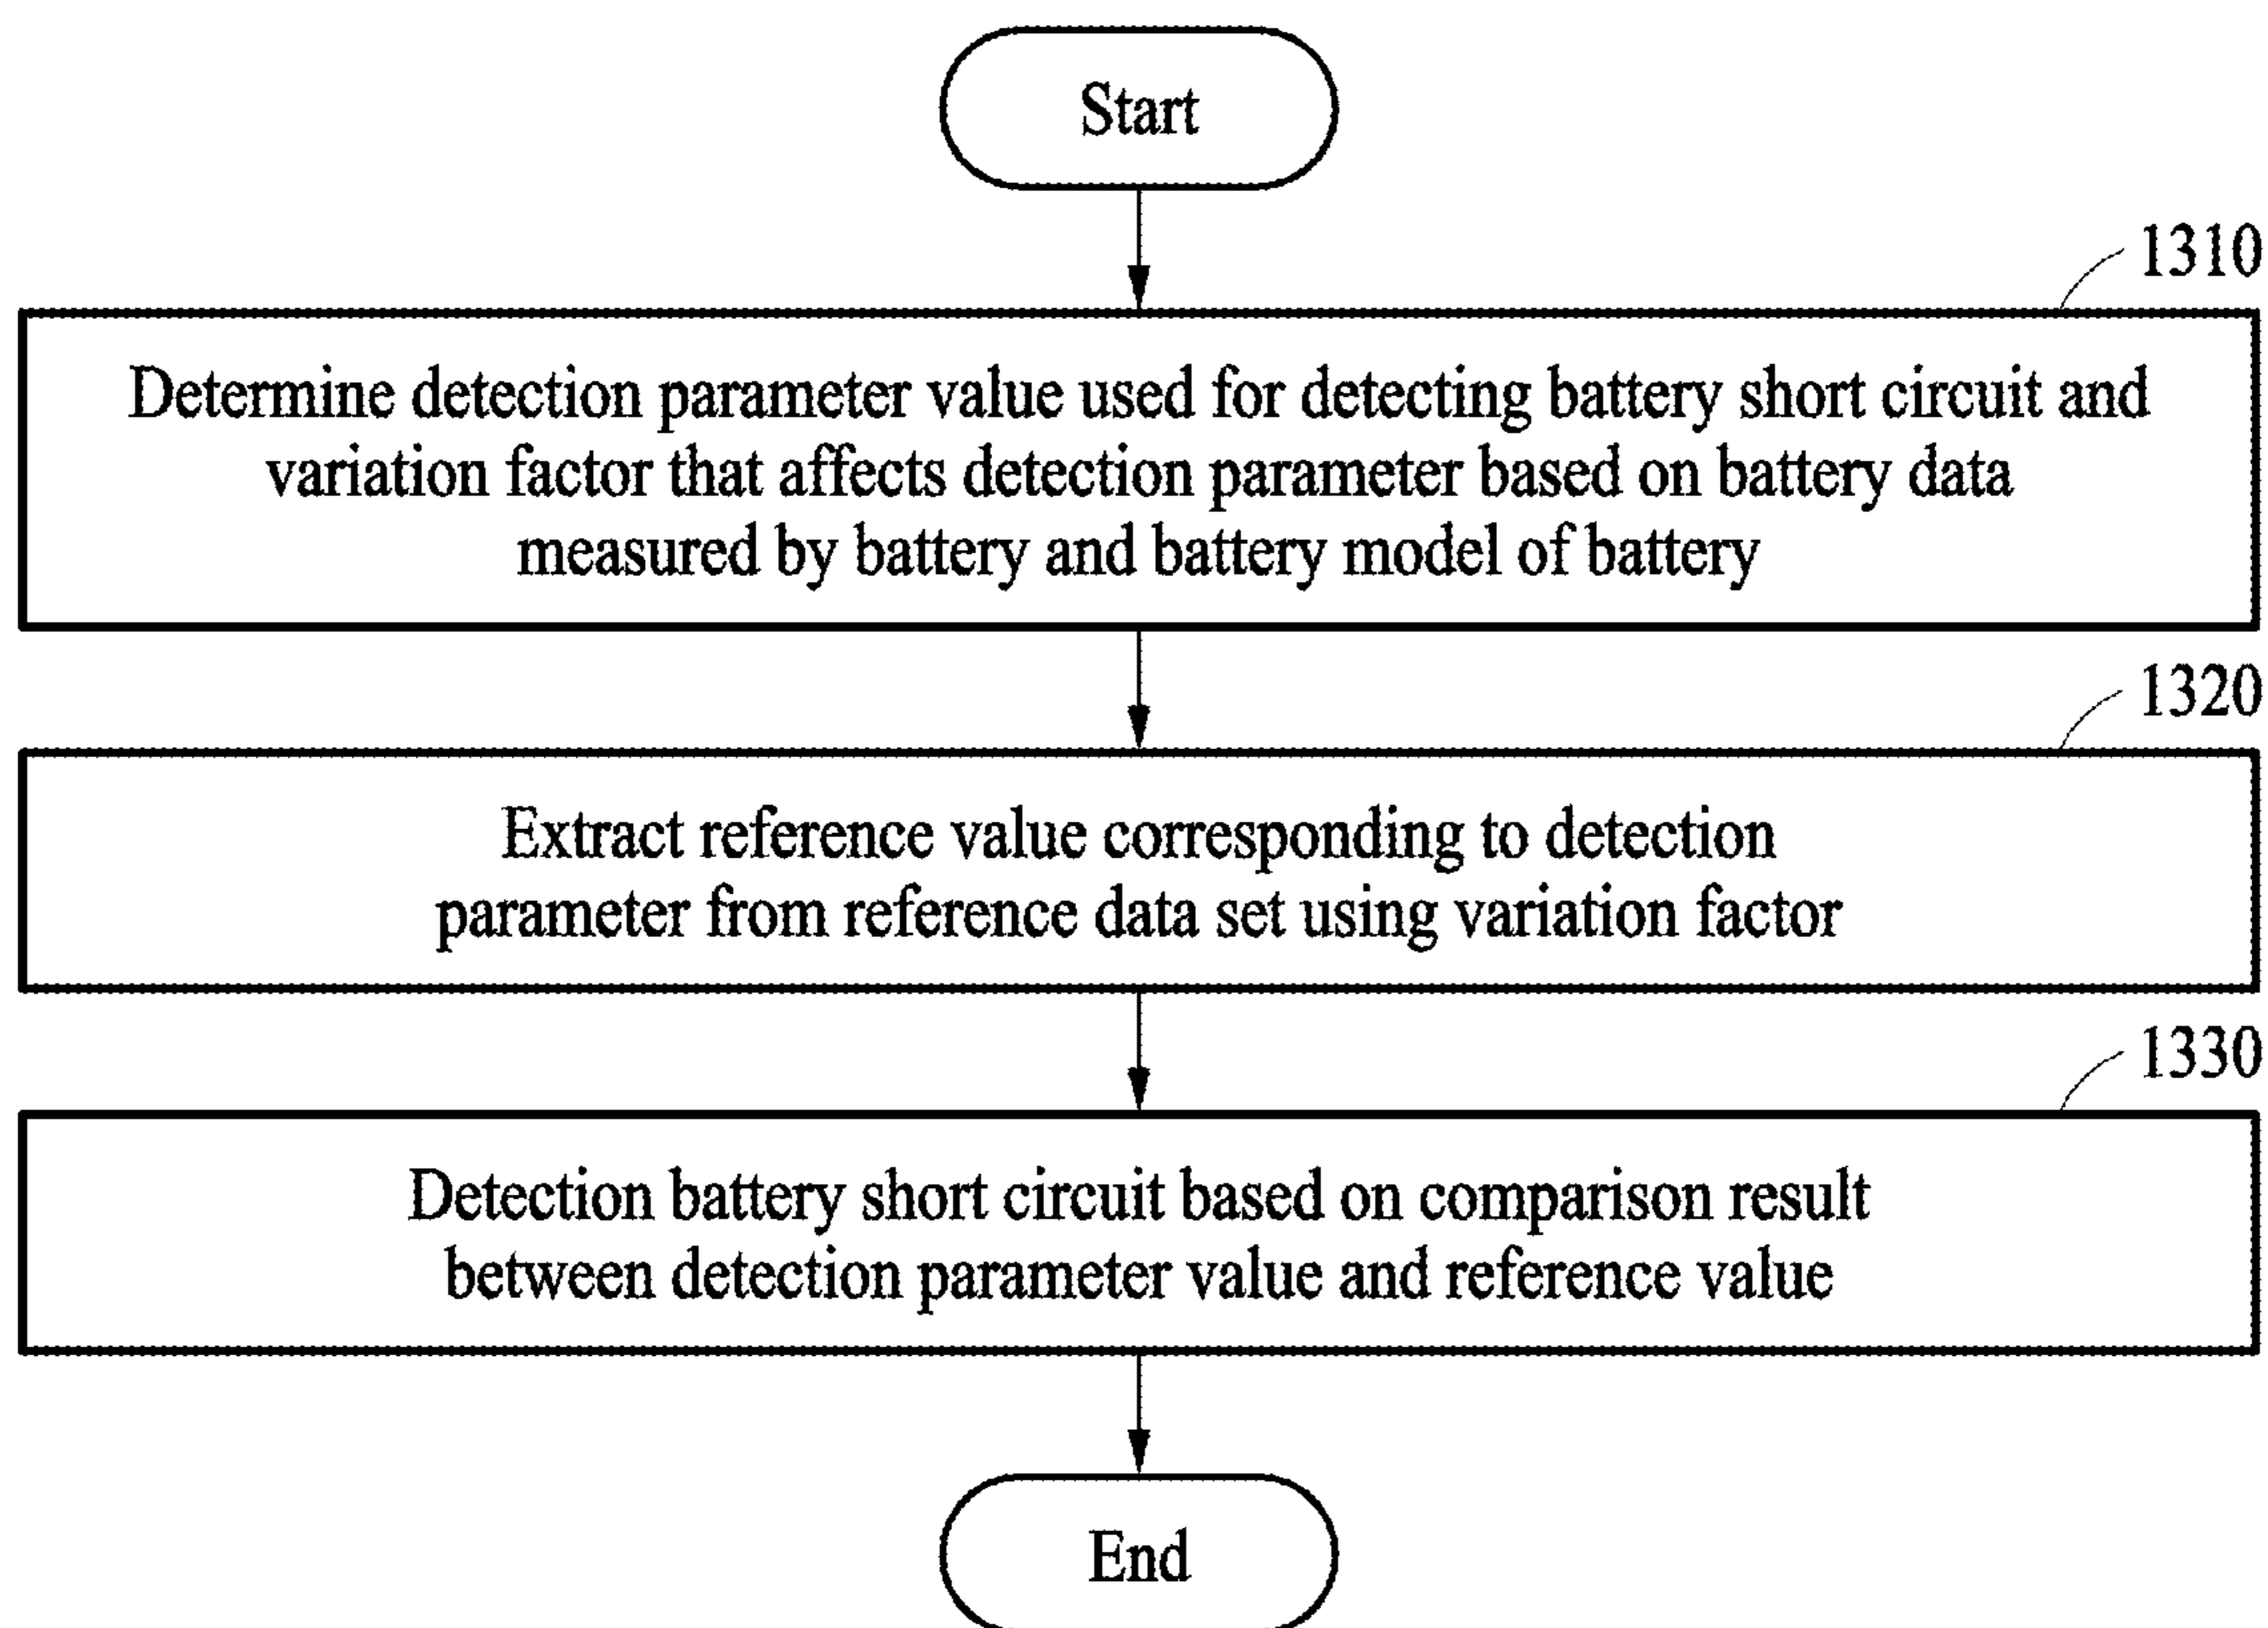 Start
1310
Determine detection parameter value used for detecting battery short circuit and
variation factor that affects detection parameter based on battery data
measured by battery and battery model of battery
1320
Extract reference value corresponding to detection
parameter from reference data set using variation factor
1330
Detection battery short circuit based on comparison result
between detection parameter value and reference value
End